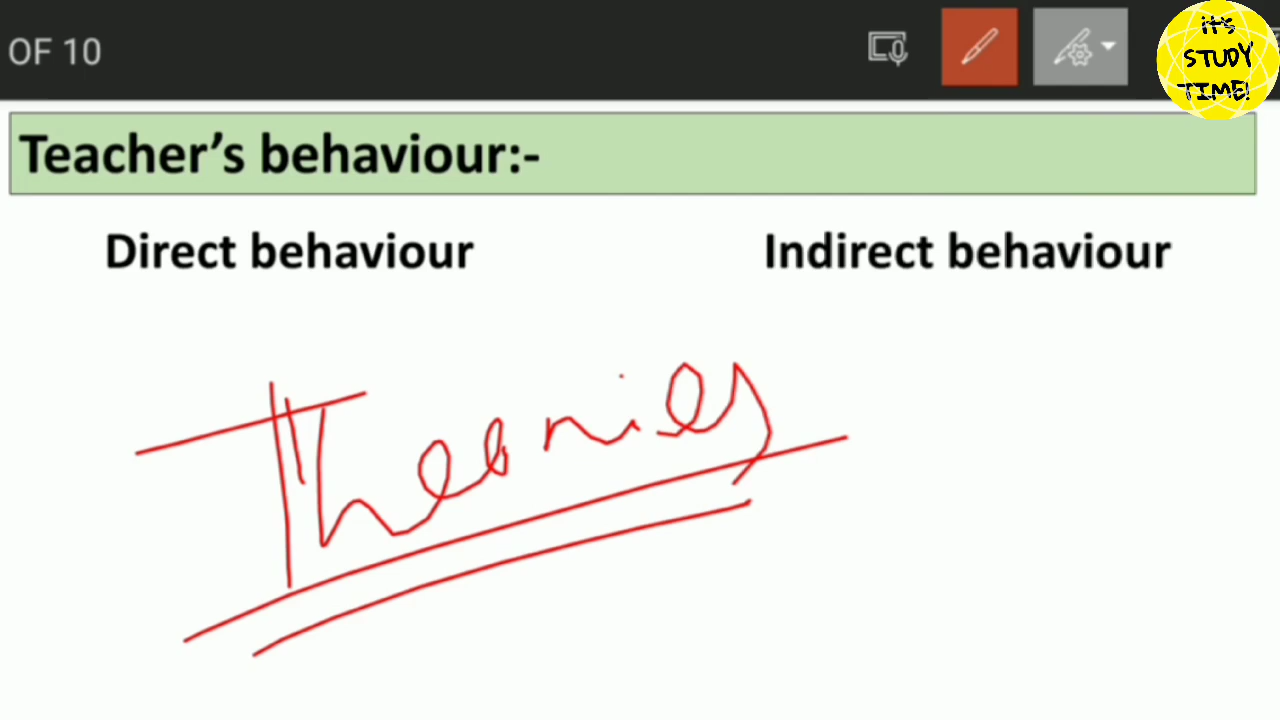 OF 10
IT'S
STUDY
TIME!
Teacher's behaviour:-
Direct behaviour Indirect behaviour
Theories